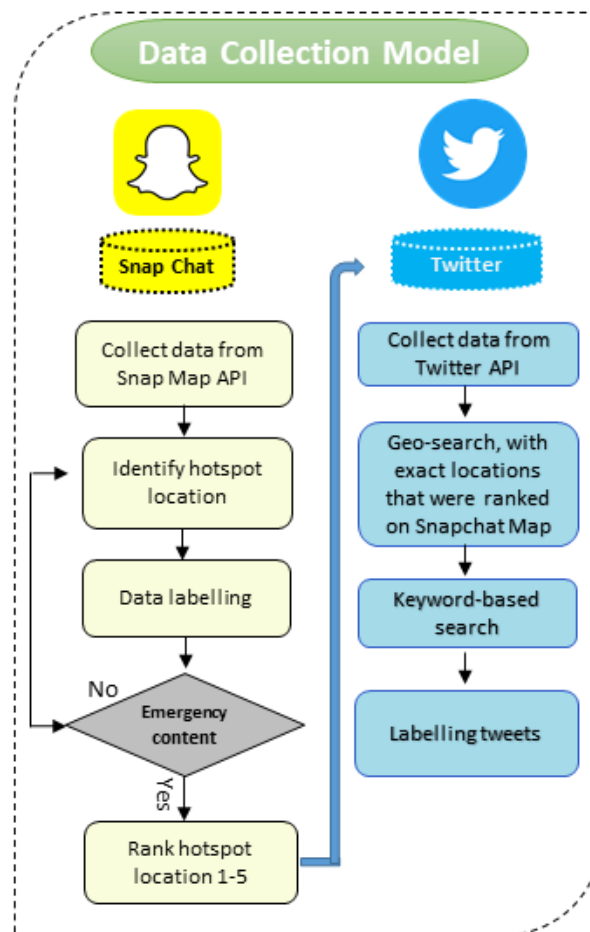 Data Collection Model
Snap Chat
Collect data from
Snap Map API
Identify hotspot
location
Data labelling
No
Emergency
content
Yes
Rank hotspot
location 1-5
Twitter
Collect data from
Twitter API
Geo-search, with
exact locations
that were ranked
on Snapchat Map
Keyword-based
search
Labelling tweets